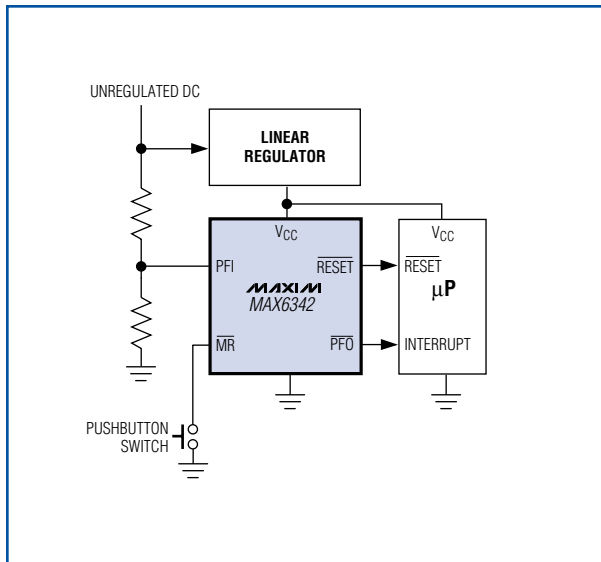 UNREGULATED DC
LINEAR
REGULATOR
VCC
VCC
PFI
RESET
RESET
MAXIM
MAX6342
μP
MR
PFO
INTERRUPT
PUSHBUTTON
SWITCH